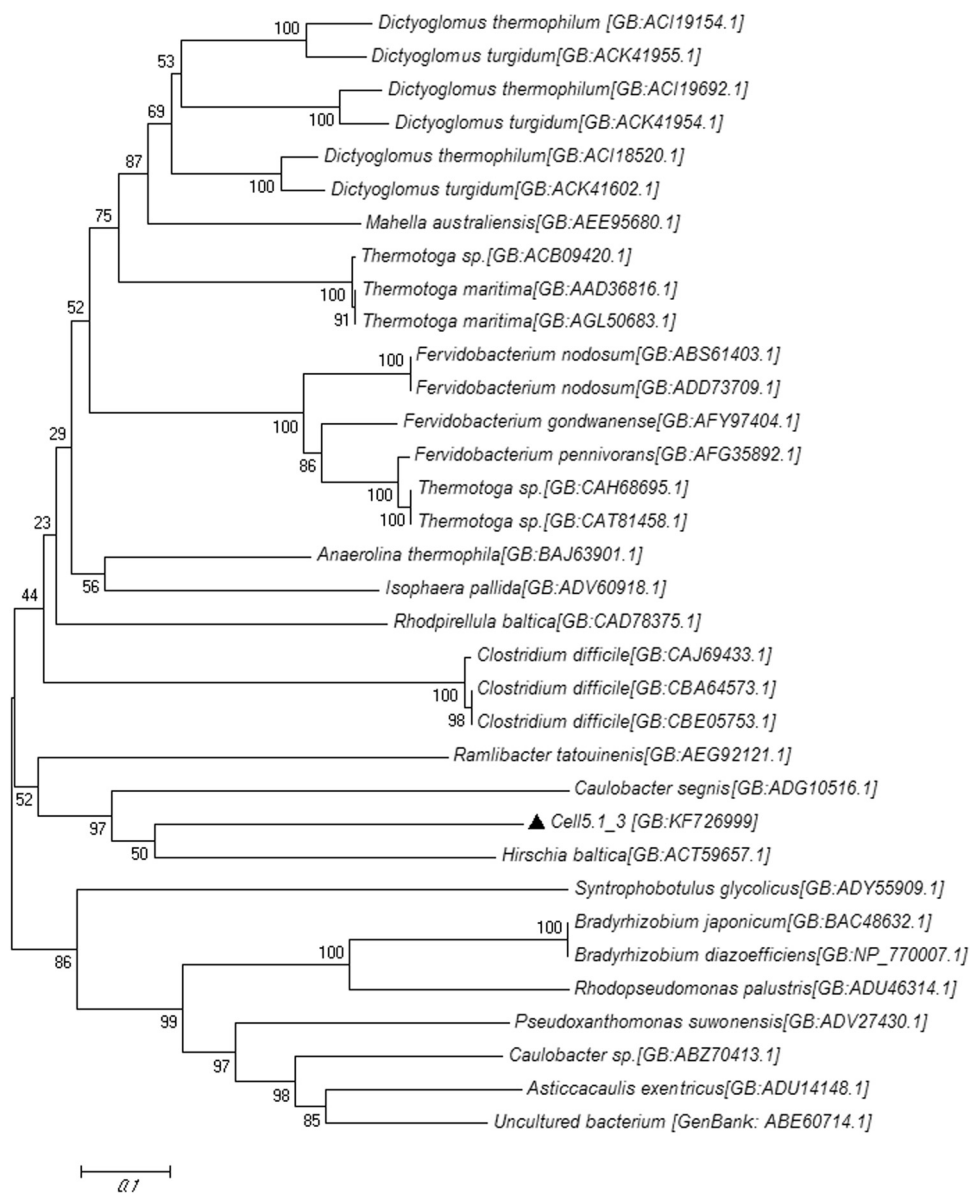 Dictyoglomus thermophilum [GB:ACI19154.1]
100
Dictyoglomus turgidum[GB:ACK41955.1]
53
Dictyoglomus thermophilum[GB:ACI19692.1]
100
Dictyoglomus turgidum[GB:ACK41954.1]
69
Dictyoglomus thermophilum[GB:ACI18520.1]
87
100
Dictyoglomus turgidum[GB:ACK41602.1]
75
Mahella australiensis[GB:AEE95680.1]
Thermotoga sp.[GB:ACB09420.1]
100
Thermotoga maritima[GB:AAD36816.1]
52
91
Thermotoga maritima[GB:AGL50683.1]
100
Fervidobacterium nodosum[GB:ABS61403.1]
Fervidobacterium nodosum[GB:ADD73709.1]
100
Fervidobacterium gondwanense[GB:AFY97404.1]
29
86
Fervidobacterium pennivorans[GB:AFG35892.1]
100
Thermotoga sp.[GB:CAH68695.1]
100
Thermotoga sp.[GB:CAT81458.1]
23
Anaerolina thermophila[GB:BAJ63901.1]
56
Isophaera pallida[GB:ADV60918.1]
44
Rhodpirellula baltica[GB:CAD78375.1]
Clostridium difficile[GB:CAJ69433.1]
100
Clostridium difficile[GB:CBA64573.1]
98
Clostridium difficile[GB:CBE05753.1]
Ramlibacter tatouinenis[GB:AEG92121.1]
52
Caulobacter segnis[GB:ADG10516.1]
97
Cell5.1_3 [GB:KF726999]
50
Hirschia baltica[GB:ACT59657.1]
Syntrophobotulus glycolicus[GB:ADY55909.1]
100
Bradyrhizobium japonicum[GB:BAC48632.1]
86
100
Bradyrhizobium diazoefficiens[GB:NP_770007.1]
Rhodopseudomonas palustris[GB:ADU46314.1]
99
Pseudoxanthomonas suwonensis[GB:ADV27430.1]
97
Caulobacter sp.[GB:ABZ70413.1]
98
Asticcacaulis exentricus[GB:ADU14148.1]
85
Uncultured bacterium [GenBank: ABE60714.1]
0.1